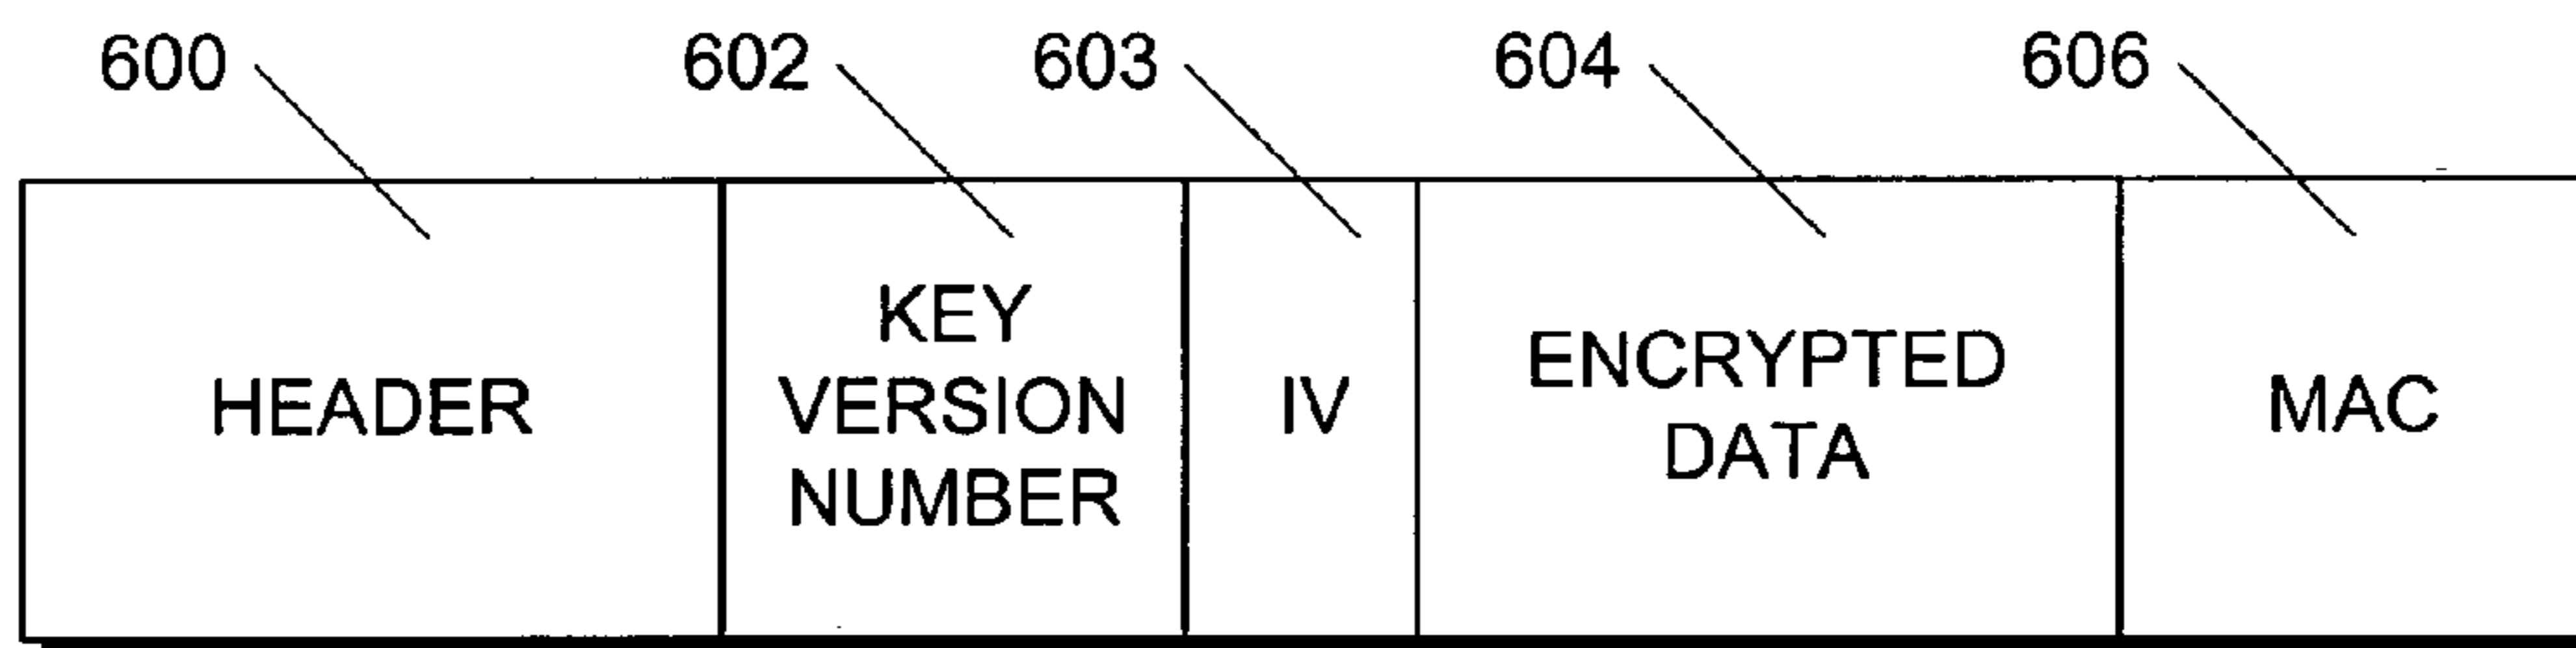 600
602
603
604
606
HEADER
KEY
VERSION
NUMBER
IV
ENCRYPTED
DATA
MAC